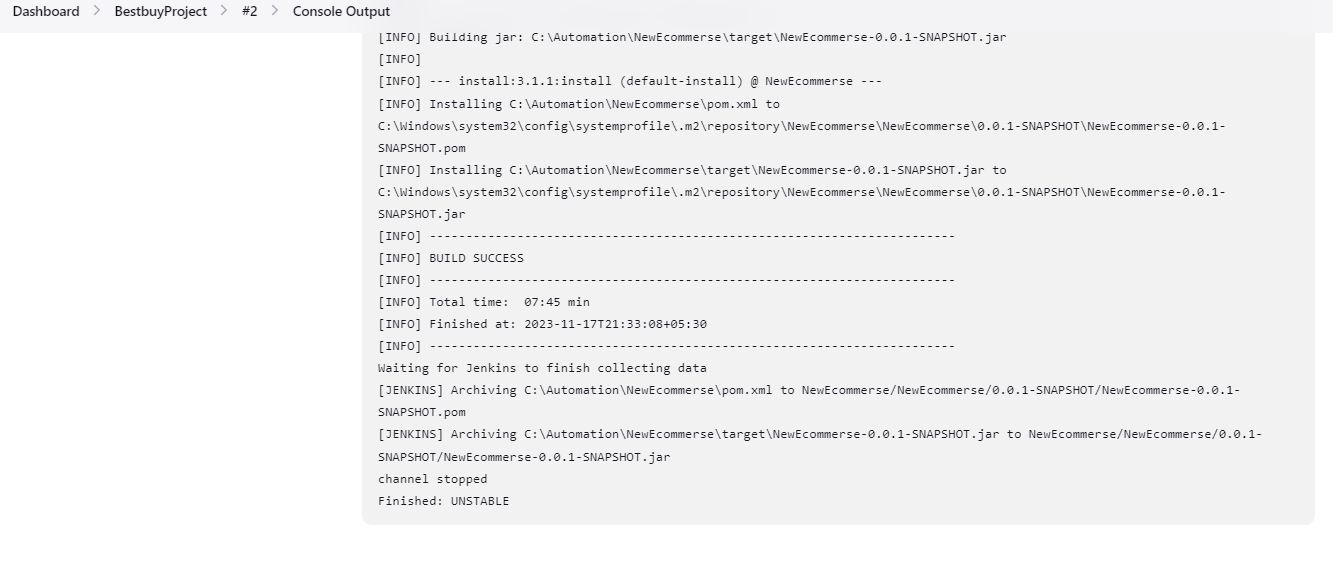 Dashboard > BestbuyProject > #2 > Console Output
[INFO] Building jar: C:\Automation\NewEcommerse\target\NewEcommerse-0.0.1-SNAPSHOT.jar
[INFO]
[INFO] --- install:3.1.1:install (default-install) @ NewEcommerse ---
[INFO] Installing C:\Automation\NewEcommerse\pom.xml to
C:\Windows\system32\config\systemprofile\.m2\repository\NewEcommerse\NewEcommerse\0.0.1-SNAPSHOT\NewEcommerse-0.0.1-
SNAPSHOT.pom
[INFO] Installing C:\Automation\NewEcommerse\target\NewEcommerse-0.0.1-SNAPSHOT.jar to
C:\Windows\system32\config\systemprofile\.m2\repository\NewEcommerse\NewEcommerse\0.0.1-SNAPSHOT\NewEcommerse-0.0.1-
SNAPSHOT.jar
[INFO] ------------------------------------------------------------------------
[INFO] BUILD SUCCESS
[INFO] ------------------------------------------------------------------------
[INFO] Total time:  07:45 min
[INFO] Finished at: 2023-11-17T21:33:08+05:30
[INFO] ------------------------------------------------------------------------
Waiting for Jenkins to finish collecting data
[JENKINS] Archiving C:\Automation\NewEcommerse\pom.xml to NewEcommerse/NewEcommerse/0.0.1-SNAPSHOT/NewEcommerse-0.0.1-
SNAPSHOT.pom
[JENKINS] Archiving C:\Automation\NewEcommerse\target\NewEcommerse-0.0.1-SNAPSHOT.jar to NewEcommerse/NewEcommerse/0.0.1-
SNAPSHOT/NewEcommerse-0.0.1-SNAPSHOT.jar
channel stopped
Finished: UNSTABLE